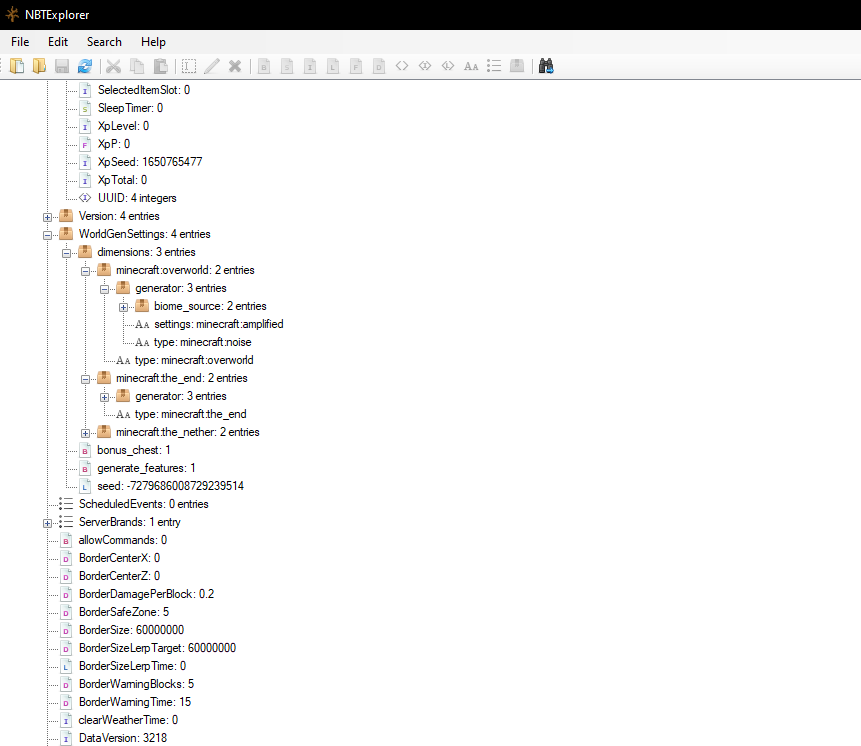 NBTExplorer
File Edit Search Help
SelectedItemSlot: 0
SleepTimer: 0
XpLevel: 0
XpP: 0
XpSeed: 1650765477
XpTotal: 0
UUID: 4 integers
Version: 4 entries
WorldGenSettings: 4 entries
dimensions: 3 entries
minecraft:overworld: 2 entries
generator: 3 entries
biome_source: 2 entries
settings: minecraft:amplified
type: minecraft:noise
type: minecraft:overworld
minecraft:the_end: 2 entries
generator: 3 entries
type: minecraft:the_end
minecraft:the_nether: 2 entries
bonus_chest: 1
generate_features: 1
seed: -7279686008729239514
ScheduledEvents: 0 entries
ServerBrands: 1 entry
allowCommands: 0
BorderCenterX: 0
BorderCenterZ: 0
BorderDamagePerBlock: 0.2
BorderSafeZone: 5
BorderSize: 60000000
BorderSizeLerpTarget: 60000000
BorderSizeLerpTime: 0
BorderWarningBlocks: 5
BorderWarningTime: 15
clearWeatherTime: 0
DataVersion: 3218